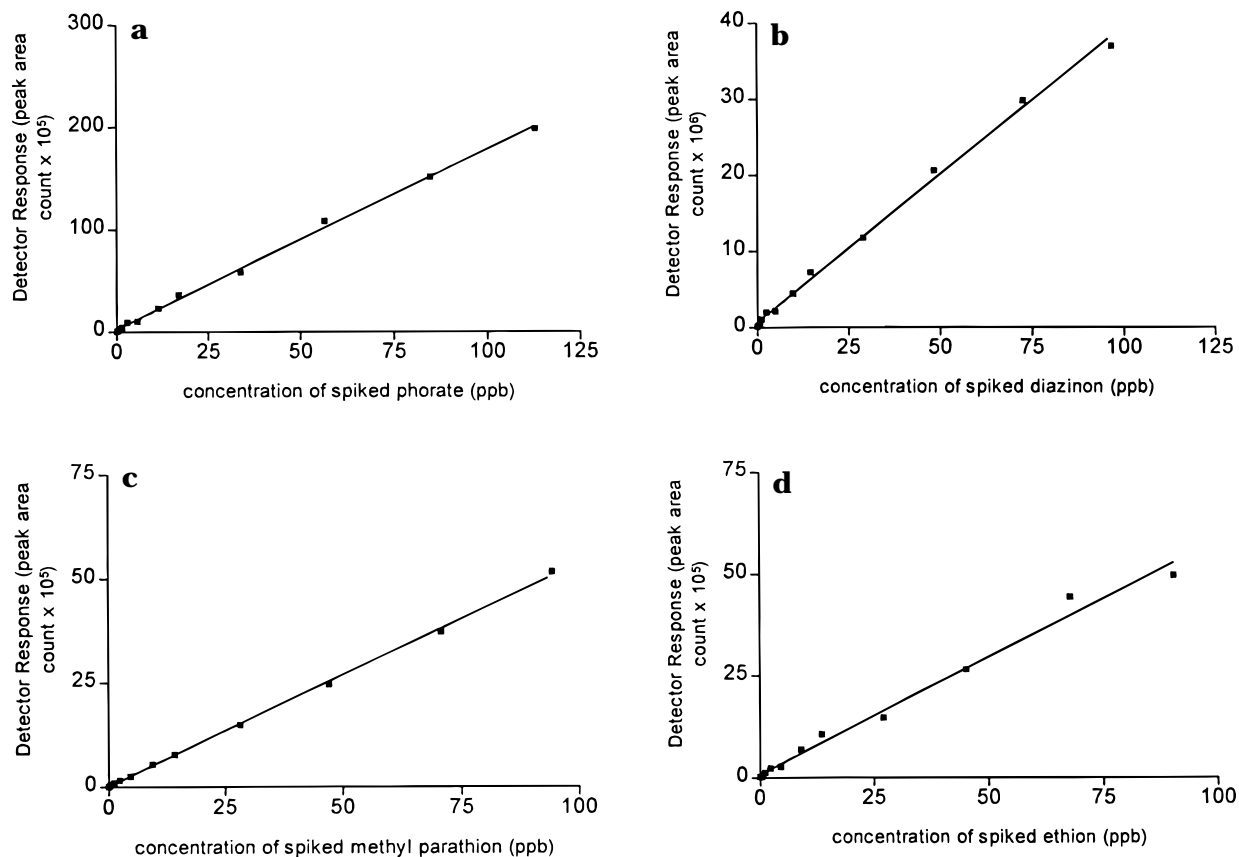 a
Detector Response (peak area
count x 10⁵)
300
200
100
0
0 25 50 75 100 125
concentration of spiked phorate (ppb)
b
Detector Response (peak area
count x 10⁶)
40
30
20
10
0
0 25 50 75 100 125
concentration of spiked diazinon (ppb)
c
Detector Response (peak area
count x 10⁵)
75
50
25
0
0 25 50 75 100
concentration of spiked methyl parathion (ppb)
d
Detector Response (peak area
count x 10⁵)
75
50
25
0
0 25 50 75 100
concentration of spiked ethion (ppb)